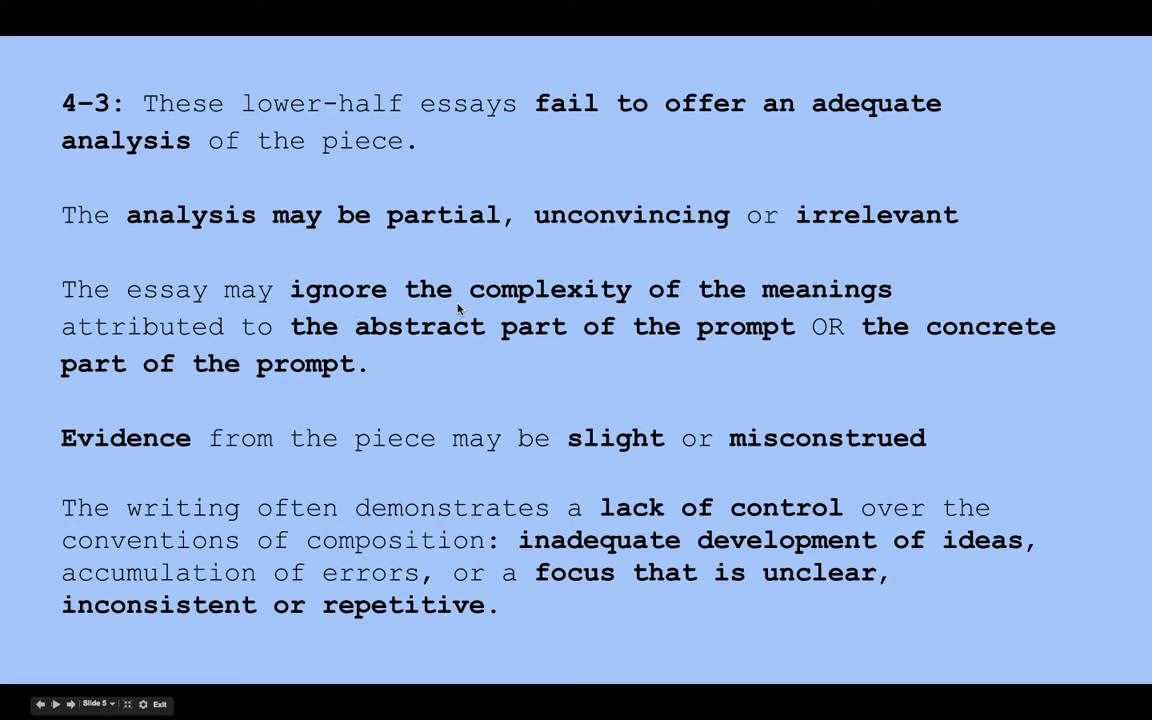 4–3: These lower-half essays fail to offer an adequate
analysis of the piece.
The analysis may be partial, unconvincing or irrelevant
The essay may ignore the complexity of the meanings
attributed to the abstract part of the prompt OR the concrete
part of the prompt.
Evidence from the piece may be slight or misconstrued
The writing often demonstrates a lack of control over the
conventions of composition: inadequate development of ideas,
accumulation of errors, or a focus that is unclear,
inconsistent or repetitive.
Slide 5 Exit